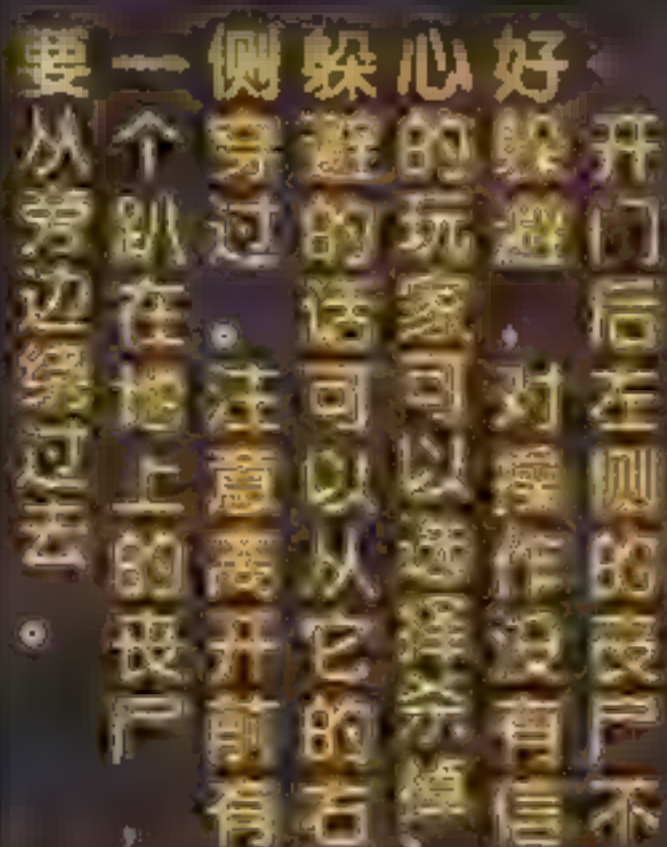 开门后左侧的丧尸不
好躲避，对操作没有信
心的玩家可以选择杀掉，
躲避的话可以从它的右
侧穿过。注意离开前有
一个趴在地上的丧尸，
要从旁边绕过去。